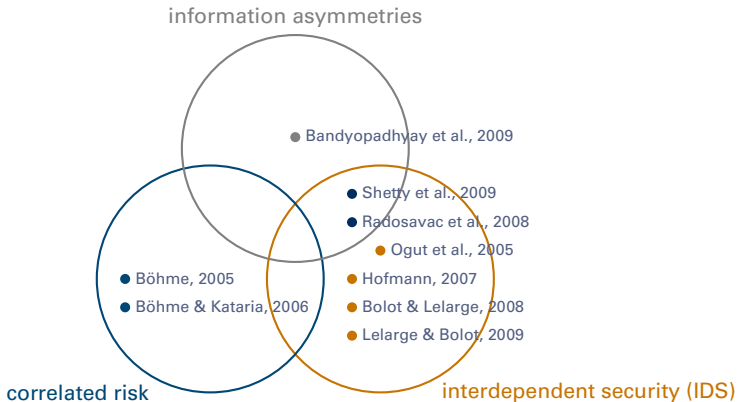 information asymmetries
Bandyopadhyay et al., 2009
Shetty et al., 2009
Radosavac et al., 2008
Ogut et al., 2005
Böhme, 2005
Hofmann, 2007
Böhme & Kataria, 2006
Bolot & Lelarge, 2008
Lelarge & Bolot, 2009
correlated risk
interdependent security (IDS)